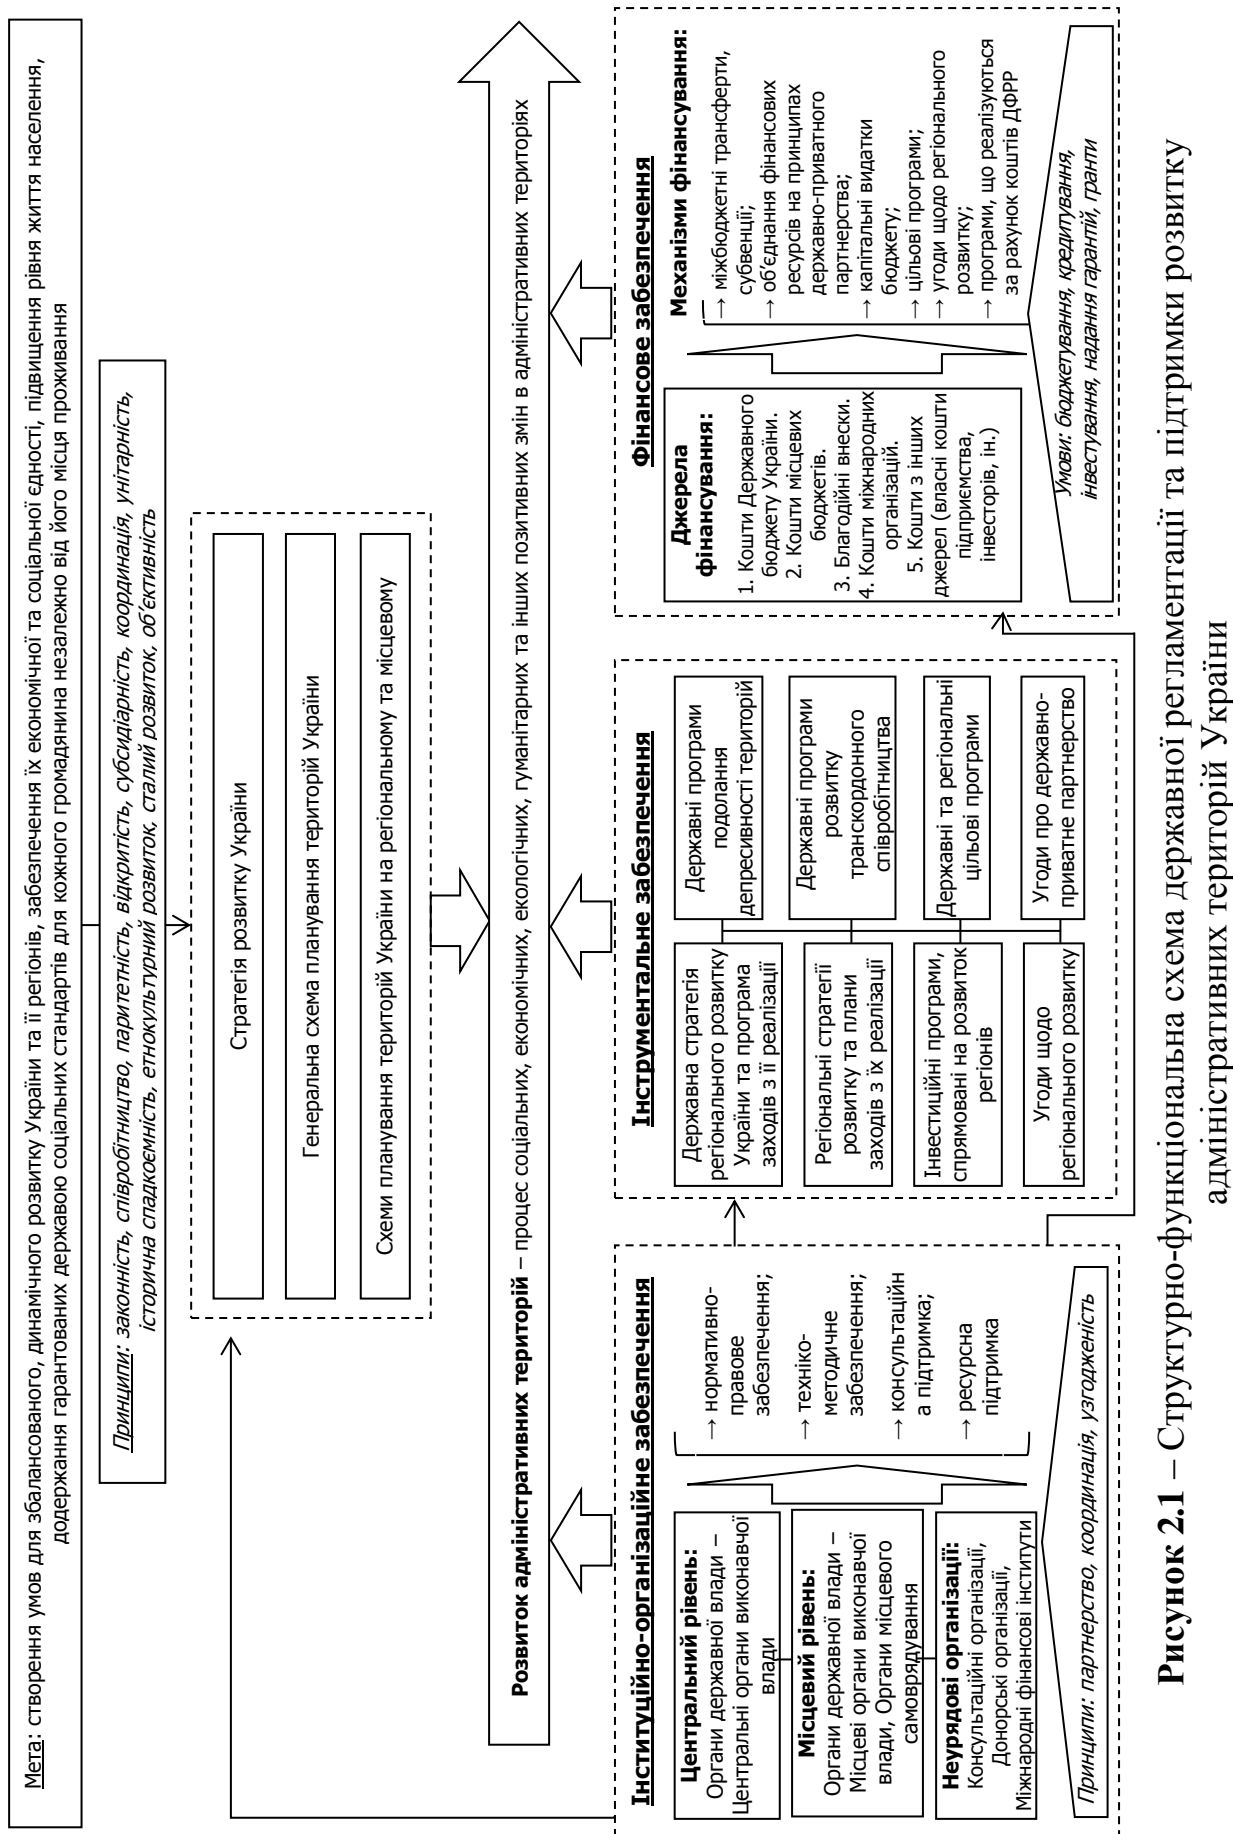 Мета: створення умов для збалансованого, динамічного розвитку України та її регіонів, забезпечення їх економічної та соціальної єдності, підвищення рівня життя населення,
додержання гарантованих державою соціальних стандартів для кожного громадянина незалежно від його місця проживання
Принципи: законність, співробітництво, паритетність, відкритість, субсидіарність, координація, унітарність,
історична спадкоємність, етнокультурний розвиток, сталий розвиток, об'єктивність
Стратегія розвитку України
Генеральна схема планування територій України
Схеми планування територій України на регіональному та місцевому
Розвиток адміністративних територій – процес соціальних, економічних, екологічних, гуманітарних та інших позитивних змін в адміністративних територіях
Інституційно-організаційне забезпечення
Центральний рівень:
Органи державної влади –
Центральні органи виконавчої
влади
Місцевий рівень:
Органи державної влади –
Місцеві органи виконавчої
влади, Органи місцевого
самоврядування
Неурядові організації:
Консультаційні організації,
Донорські організації,
Міжнародні фінансові інститути
→ нормативно-
правове
забезпечення;
→ техніко-
методичне
забезпечення;
→ консультаційн
а підтримка;
→ ресурсна
підтримка
Принципи: партнерство, координація, узгодженість
Інструментальне забезпечення
Державна стратегія
регіонального розвитку
України та програма
заходів з її реалізації
Державні програми
подолання
депресивності територій
Регіональні стратегії
розвитку та плани
заходів з їх реалізації
Державні програми
розвитку
транскордонного
співробітництва
Інвестиційні програми,
спрямовані на розвиток
регіонів
Державні та регіональні
цільові програми
Угоди щодо
регіонального розвитку
Угоди про державно-
приватне партнерство
Фінансове забезпечення
Джерела
фінансування:
1. Кошти Державного
бюджету України.
2. Кошти місцевих
бюджетів.
3. Благодійні внески.
4. Кошти міжнародних
організацій.
5. Кошти з інших
джерел (власні кошти
підприємства,
інвесторів, ін.)
Механізми фінансування:
→ міжбюджетні трансферти,
субвенції;
→ об'єднання фінансових
ресурсів на принципах
державно-приватного
партнерства;
→ капітальні видатки
бюджету;
→ цільові програми;
→ угоди щодо регіонального
розвитку;
→ програми, що реалізуються
за рахунок коштів ДФРР
Умови: бюджетування, кредитування,
інвестування, надання гарантій, гранти
Рисунок 2.1 – Структурно-функціональна схема державної регламентації та підтримки розвитку
адміністративних територій України